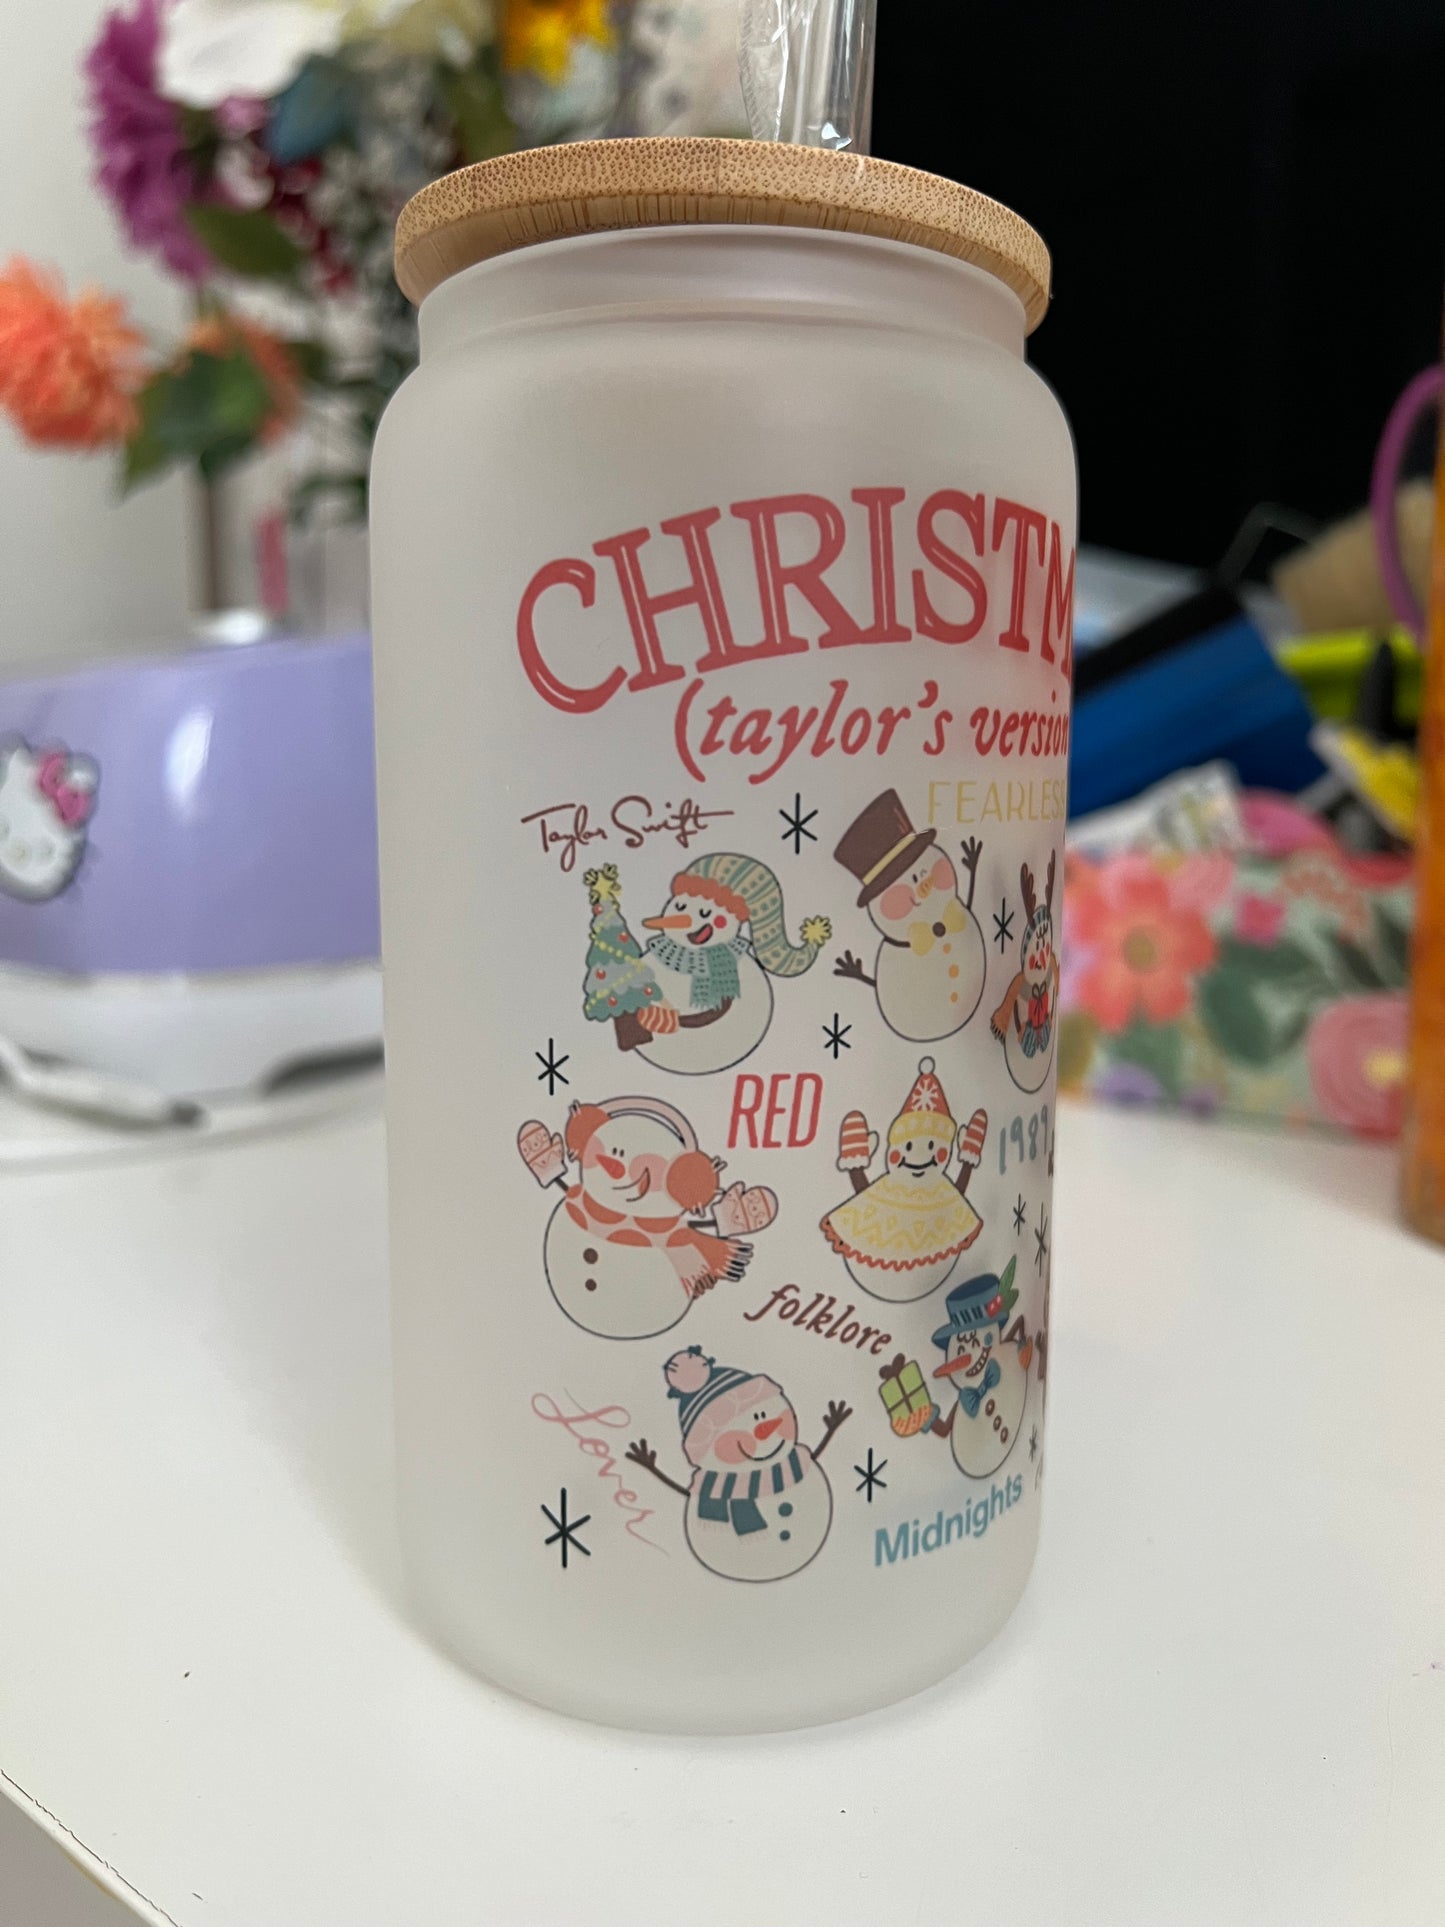 CHRISTM
(taylor's version
Taylor Swift
FEARLESS
RED
1989
folklore
Lover
Midnights